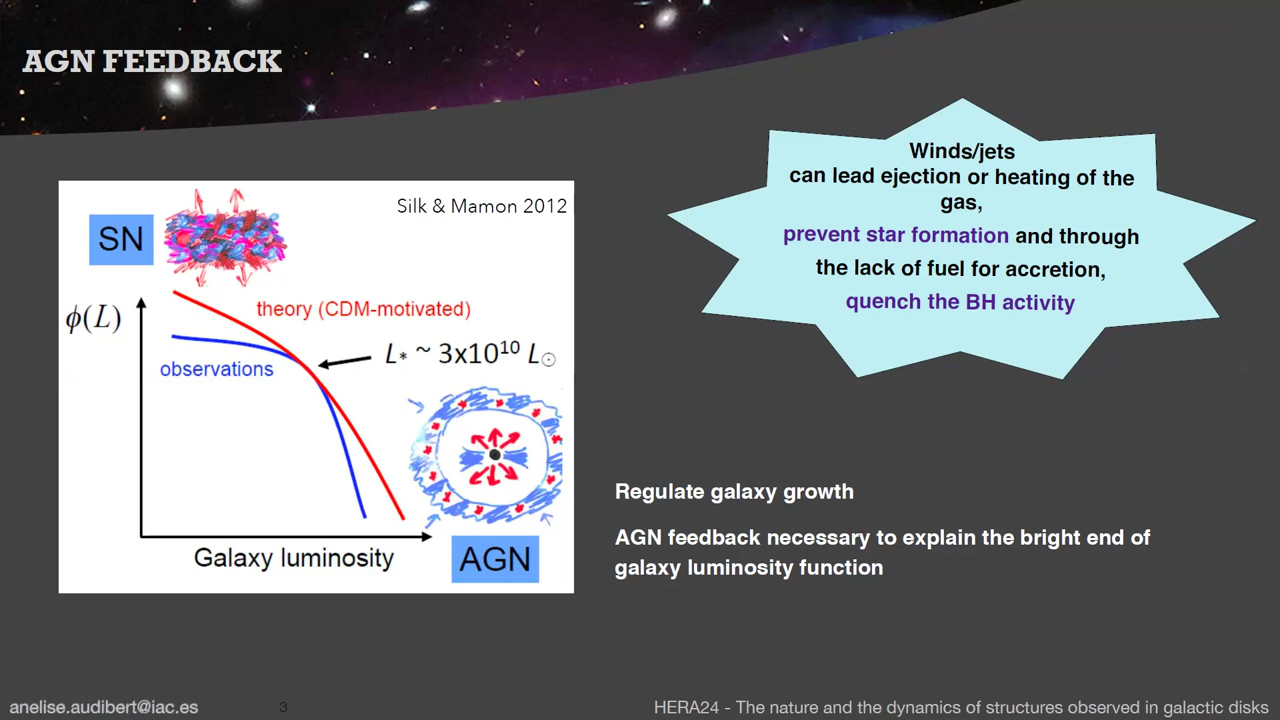 AGN FEEDBACK
Silk & Mamon 2012
SN
ϕ(L)
theory (CDM-motivated)
observations
L* ~ 3x10¹⁰ L☉
Galaxy luminosity
AGN
Winds/jets
can lead ejection or heating of the
gas,
prevent star formation and through
the lack of fuel for accretion,
quench the BH activity
Regulate galaxy growth
AGN feedback necessary to explain the bright end of
galaxy luminosity function
anelise.audibert@iac.es
3
HERA24 - The nature and the dynamics of structures observed in galactic disks